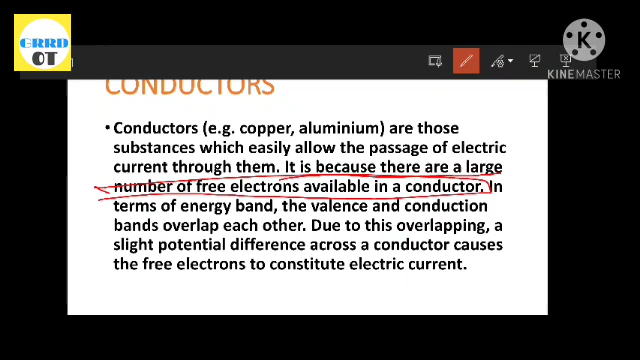 GRRD
OT
KINEMASTER
CONDUCTORS
• Conductors (e.g. copper, aluminium) are those
substances which easily allow the passage of electric
current through them. It is because there are a large
number of free electrons available in a conductor. In
terms of energy band, the valence and conduction
bands overlap each other. Due to this overlapping, a
slight potential difference across a conductor causes
the free electrons to constitute electric current.